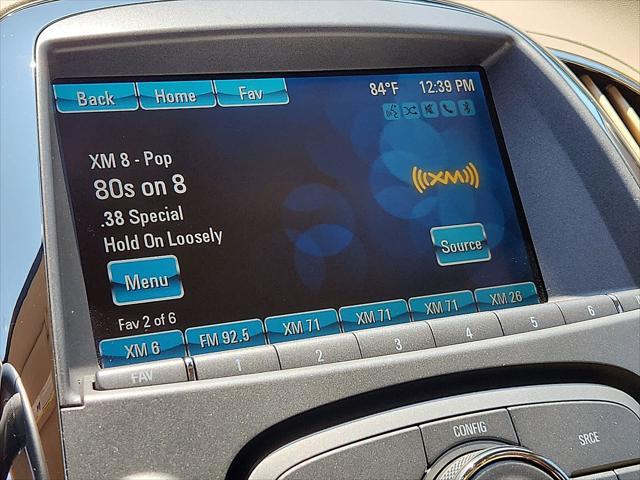 Back Home Fav 84°F 12:39 PM
XM 8 - Pop
80s on 8
.38 Special
Hold On Loosely
XM
Source
Menu
Fav 2 of 6
XM 6 FM 92.5 XM 71 XM 71 XM 71 XM 26
FAV 1 2 3 4 5 6
CONFIG
SRCE